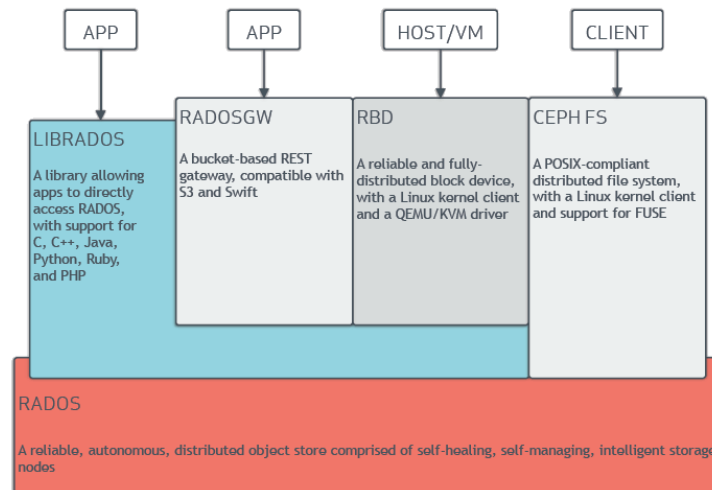 APP
APP
HOST/VM
CLIENT
LIBRADOS
A library allowing
apps to directly
access RADOS,
with support for
C, C++, Java,
Python, Ruby,
and PHP
RADOSGW
A bucket-based REST
gateway, compatible with
S3 and Swift
RBD
A reliable and fully-
distributed block device,
with a Linux kernel client
and a QEMU/KVM driver
CEPH FS
A POSIX-compliant
distributed file system,
with a Linux kernel client
and support for FUSE
RADOS
A reliable, autonomous, distributed object store comprised of self-healing, self-managing, intelligent storage
nodes